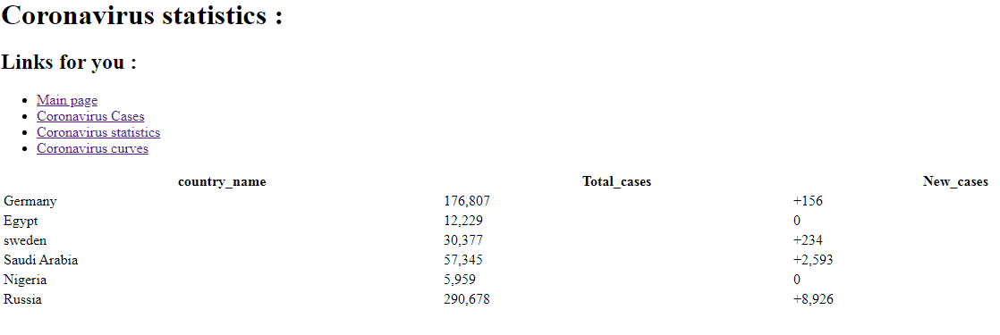 Coronavirus statistics :
Links for you :
Main page
Coronavirus Cases
Coronavirus statistics
Coronavirus curves
country_name Total_cases New_cases
Germany 176,807 +156
Egypt 12,229 0
sweden 30,377 +234
Saudi Arabia 57,345 +2,593
Nigeria 5,959 0
Russia 290,678 +8,926